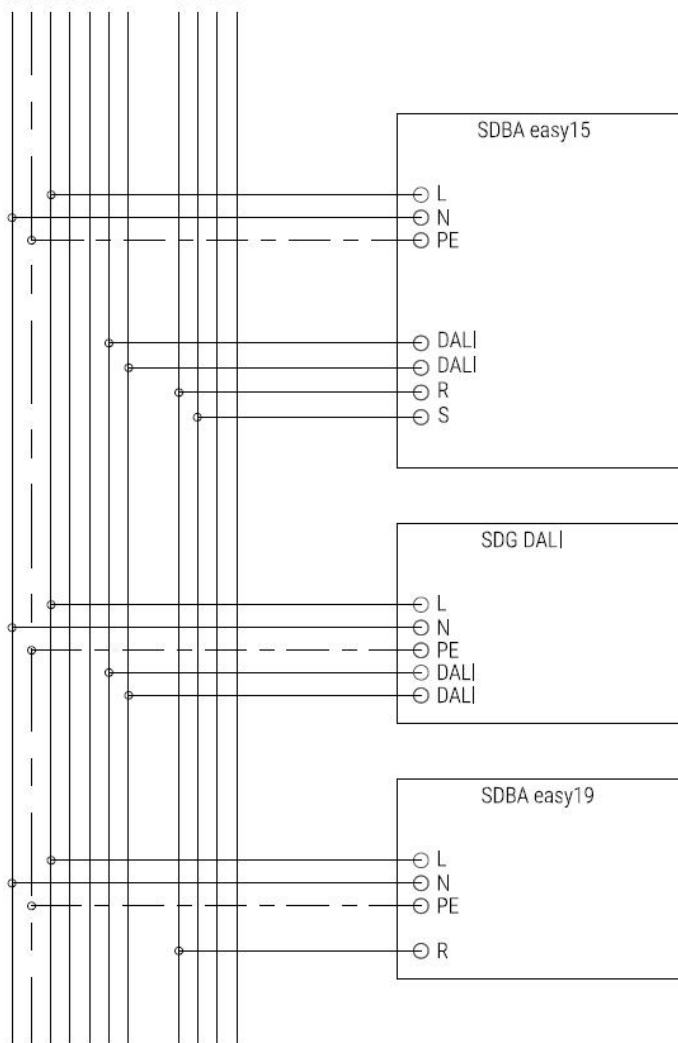 SDBA easy15
L
N
PE
DALI
DALI
R
S
SDG DALI
L
N
PE
DALI
DALI
SDBA easy19
L
N
PE
R